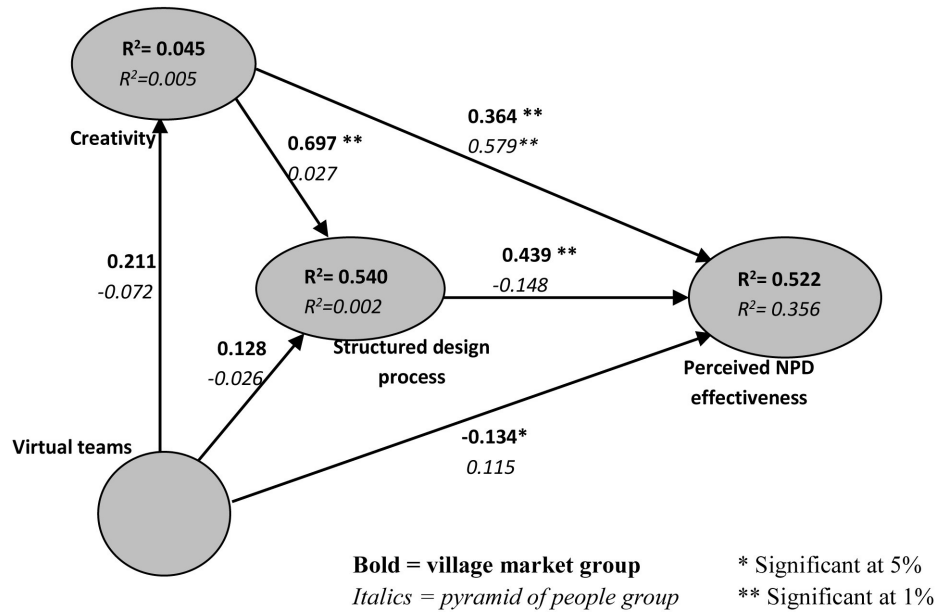 R²= 0.045
R²=0.005
Creativity
0.364 **
0.579**
0.697 **
0.027
0.211
-0.072
0.439 **
-0.148
R²= 0.540
R²=0.002
R²= 0.522
R²= 0.356
Structured design
process
0.128
-0.026
Perceived NPD
effectiveness
Virtual teams
-0.134*
0.115
Bold = village market group
* Significant at 5%
Italics = pyramid of people group
** Significant at 1%